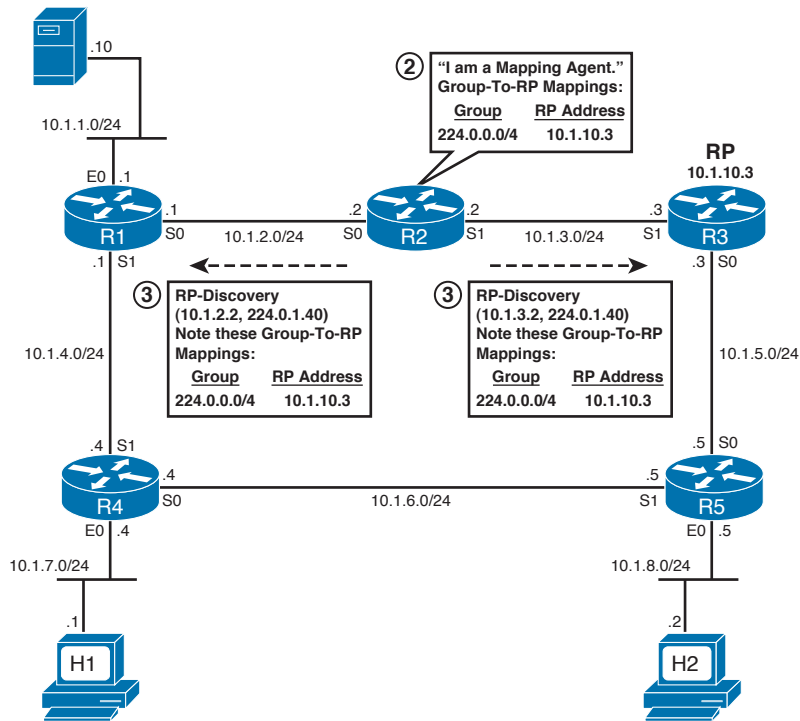 .10
10.1.1.0/24
E0 .1
R1
.1
S0
.1 S1
10.1.2.0/24
② “I am a Mapping Agent.”
Group-To-RP Mappings:
Group RP Address
224.0.0.0/4 10.1.10.3
.2
S0
R2
.2
S1
10.1.3.0/24
RP
10.1.10.3
.3
S1
R3
.3 S0
③ RP-Discovery
(10.1.2.2, 224.0.1.40)
Note these Group-To-RP
Mappings:
Group RP Address
224.0.0.0/4 10.1.10.3
③ RP-Discovery
(10.1.3.2, 224.0.1.40)
Note these Group-To-RP
Mappings:
Group RP Address
224.0.0.0/4 10.1.10.3
10.1.4.0/24
10.1.5.0/24
.4 S1
R4
.4
S0
E0 .4
10.1.6.0/24
.5 S0
.5
S1
R5
E0 .5
10.1.7.0/24
.1
H1
10.1.8.0/24
.2
H2